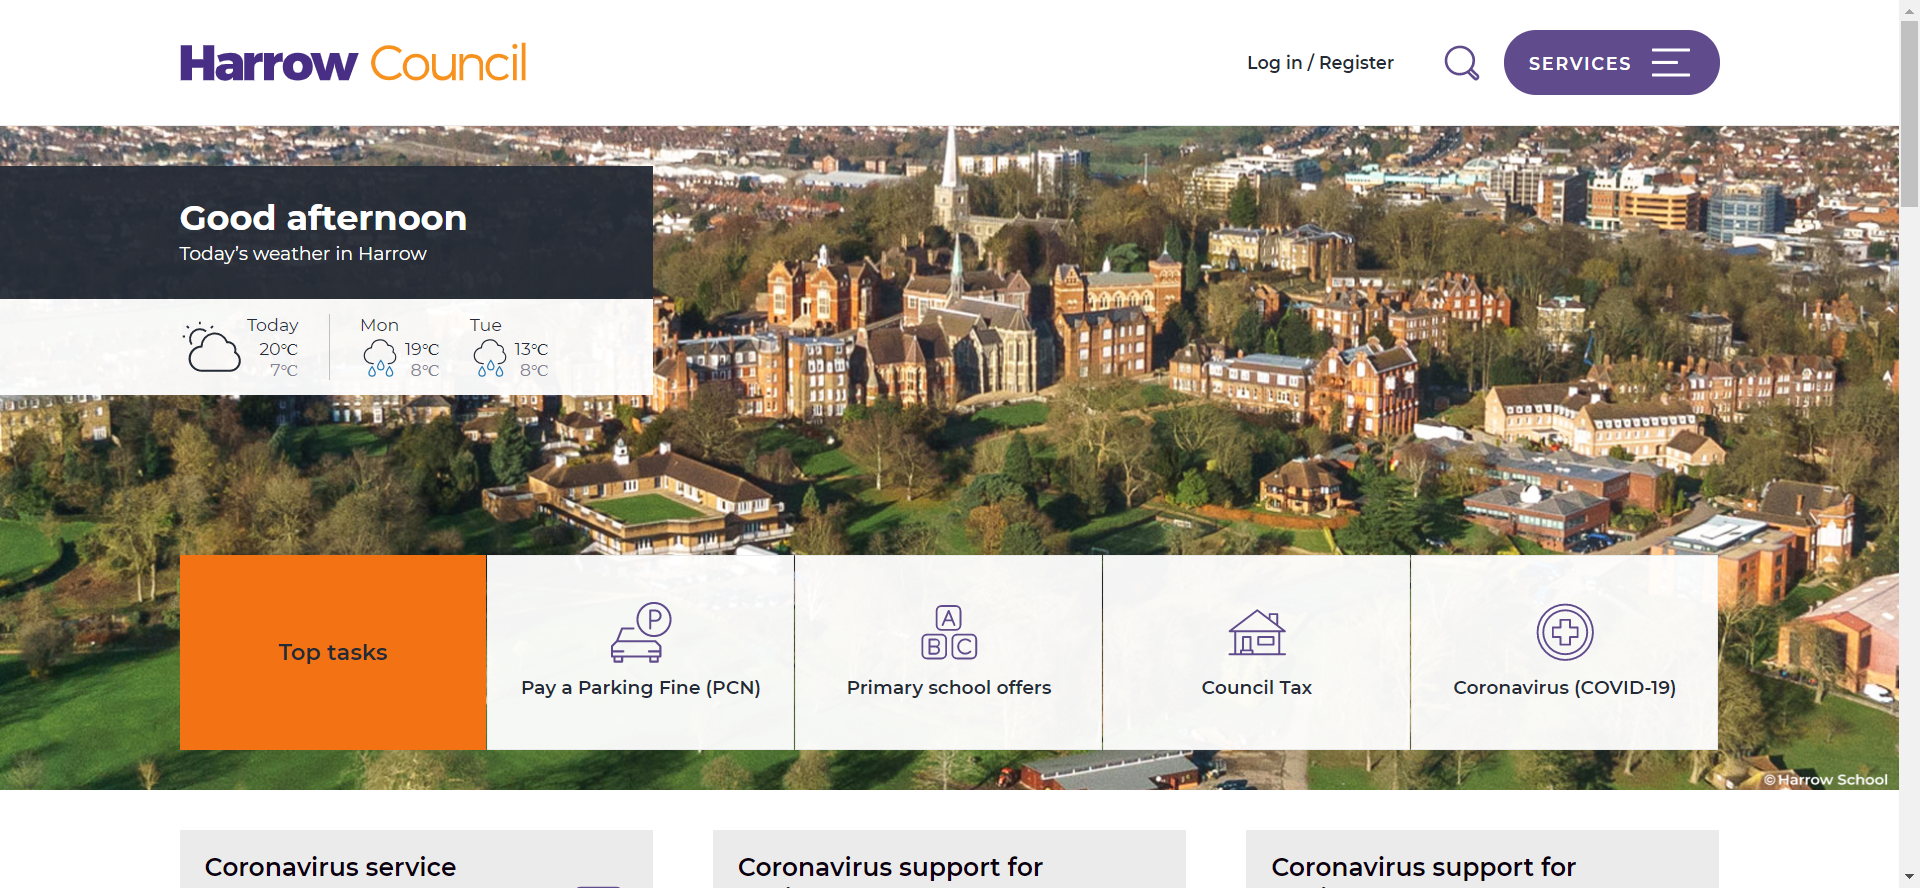 Harrow Council
Log in / Register
SERVICES
Good afternoon
Today's weather in Harrow
Today
20°C
7°C
Mon
19°C
8°C
Tue
13°C
8°C
Top tasks
P
Pay a Parking Fine (PCN)
A
B C
Primary school offers
Council Tax
Coronavirus (COVID-19)
© Harrow School
Coronavirus service
Coronavirus support for
Coronavirus support for